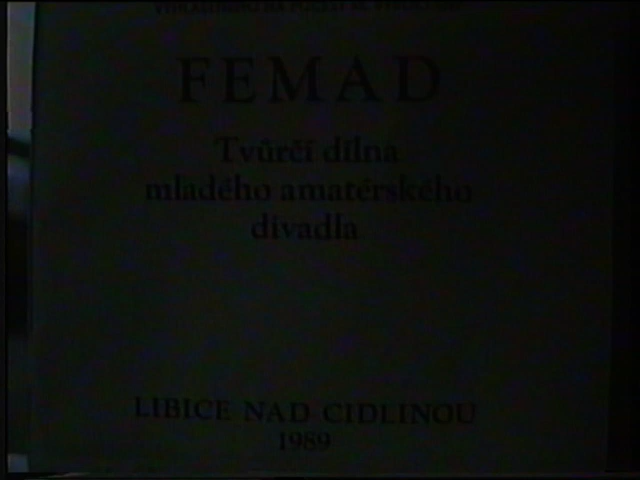 FEMAD
Tvůrčí dílna
mladého amatérského
divadla
LIBICE NAD CIDLINOU
1989